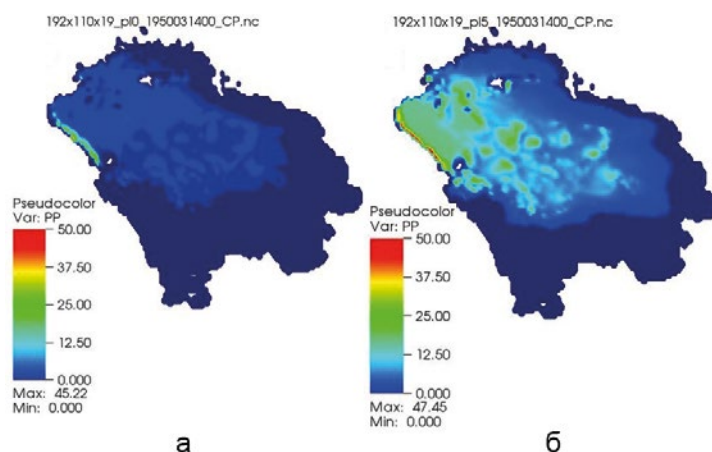 192x110x19_pl0_1950031400_CP.nc
Pseudocolor
Var: PP
50.00
37.50
25.00
12.50
0.000
Max: 45.22
Min: 0.000
а
192x110x19_pl5_1950031400_CP.nc
Pseudocolor
Var: PP
50.00
37.50
25.00
12.50
0.000
Max: 47.45
Min: 0.000
б